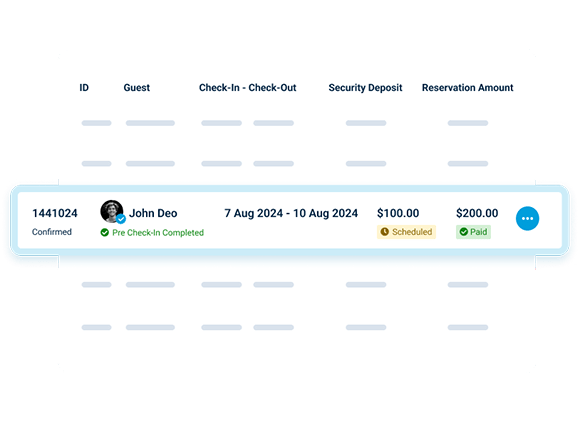 ID Guest Check-In - Check-Out Security Deposit Reservation Amount
1441024 John Deo 7 Aug 2024 - 10 Aug 2024 $100.00 $200.00
Confirmed Pre Check-In Completed Scheduled Paid